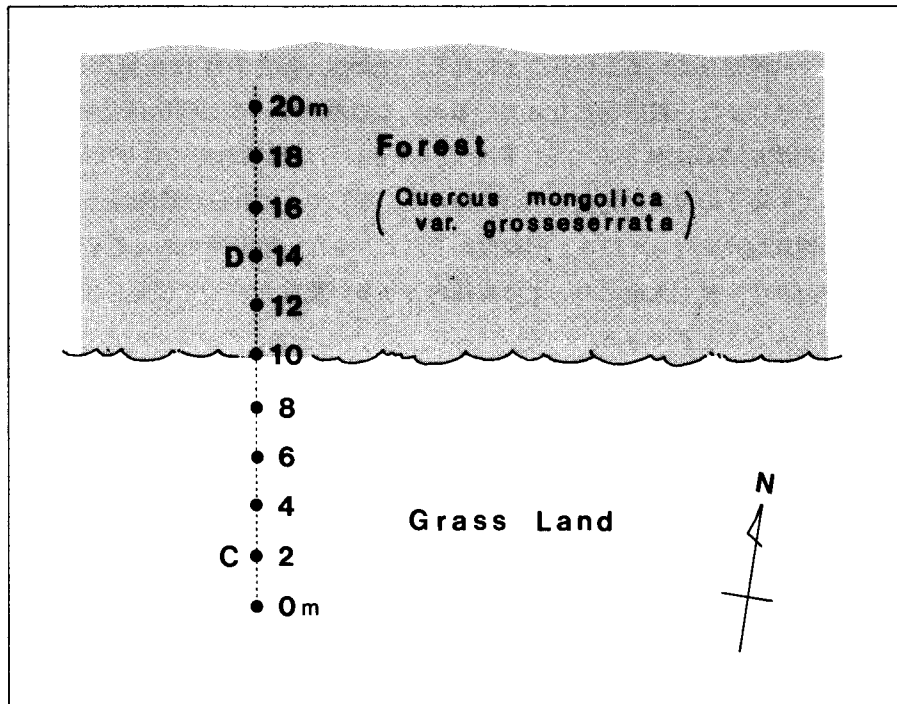 20m
Forest
18
16
(Quercus mongolica
var. grosseserrata)
D 14
12
10
8
6
N
4
Grass Land
C 2
0m